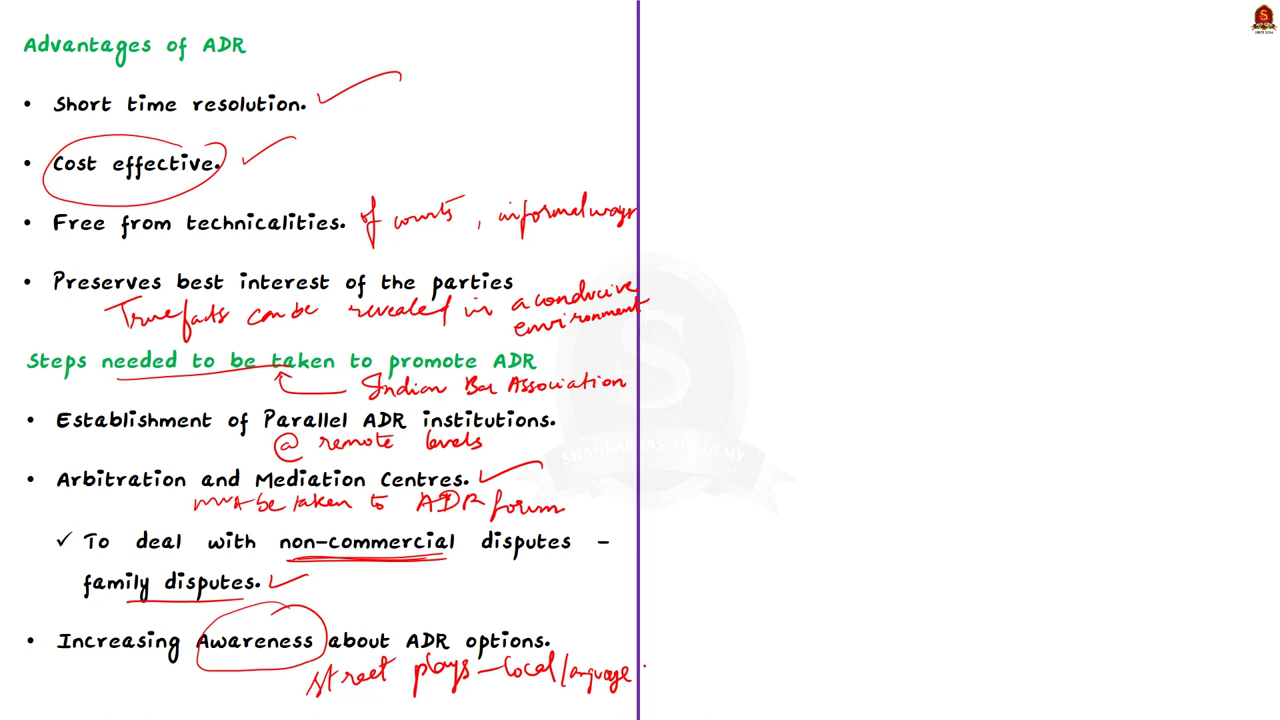 Advantages of ADR
• Short time resolution.
• Cost effective.
• Free from technicalities. of courts, informal ways
• Preserves best interest of the parties
True facts can be revealed in a conducive
environment
Steps needed to be taken to promote ADR
Indian Bar Association
• Establishment of Parallel ADR institutions.
@ remote levels
• Arbitration and Mediation Centres.
must be taken to ADR forum
✓ To deal with non-commercial disputes –
family disputes.
• Increasing Awareness about ADR options.
street plays – local language
SHANKAR IAS ACADEMY